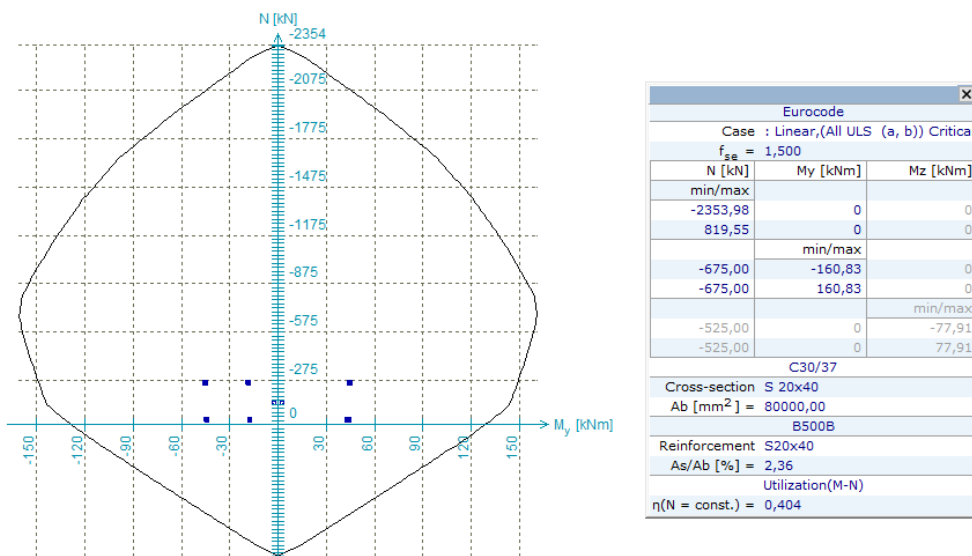 N [kN]
-2354
-2075
-1775
-1475
-1175
-875
-575
-275
0
-150
-120
-90
-60
-30
30
60
90
120
150
My [kNm]
Eurocode
Case : Linear,(All ULS (a, b)) Critica
fse = 1,500
N [kN] My [kNm] Mz [kNm]
min/max
-2353,98 0 0
819,55 0 0
min/max
-675,00 -160,83 0
-675,00 160,83 0
min/max
-525,00 0 -77,91
-525,00 0 77,91
C30/37
Cross-section S 20x40
Ab [mm²] = 80000,00
B500B
Reinforcement S20x40
As/Ab [%] = 2,36
Utilization(M-N)
η(N = const.) = 0,404